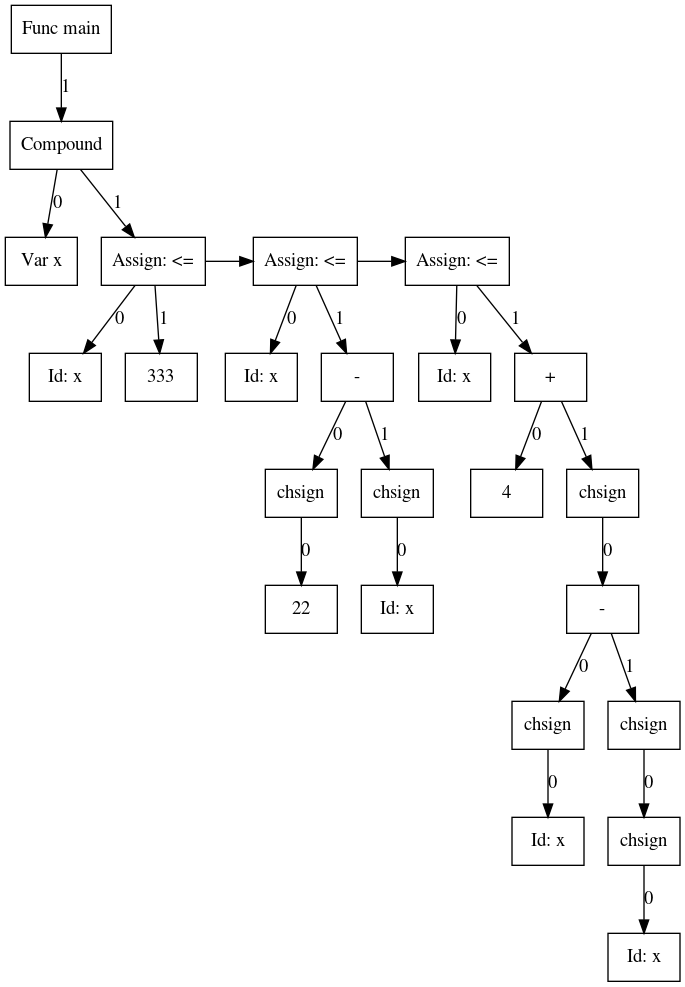 Func main
1
Compound
0 1
Var x Assign: <= Assign: <= Assign: <=
0 1 0 1 0 1
Id: x 333 Id: x - Id: x +
0 1 0 1
chsign chsign 4 chsign
0 0 0
22 Id: x -
0 1
chsign chsign
0 0
Id: x chsign
0
Id: x